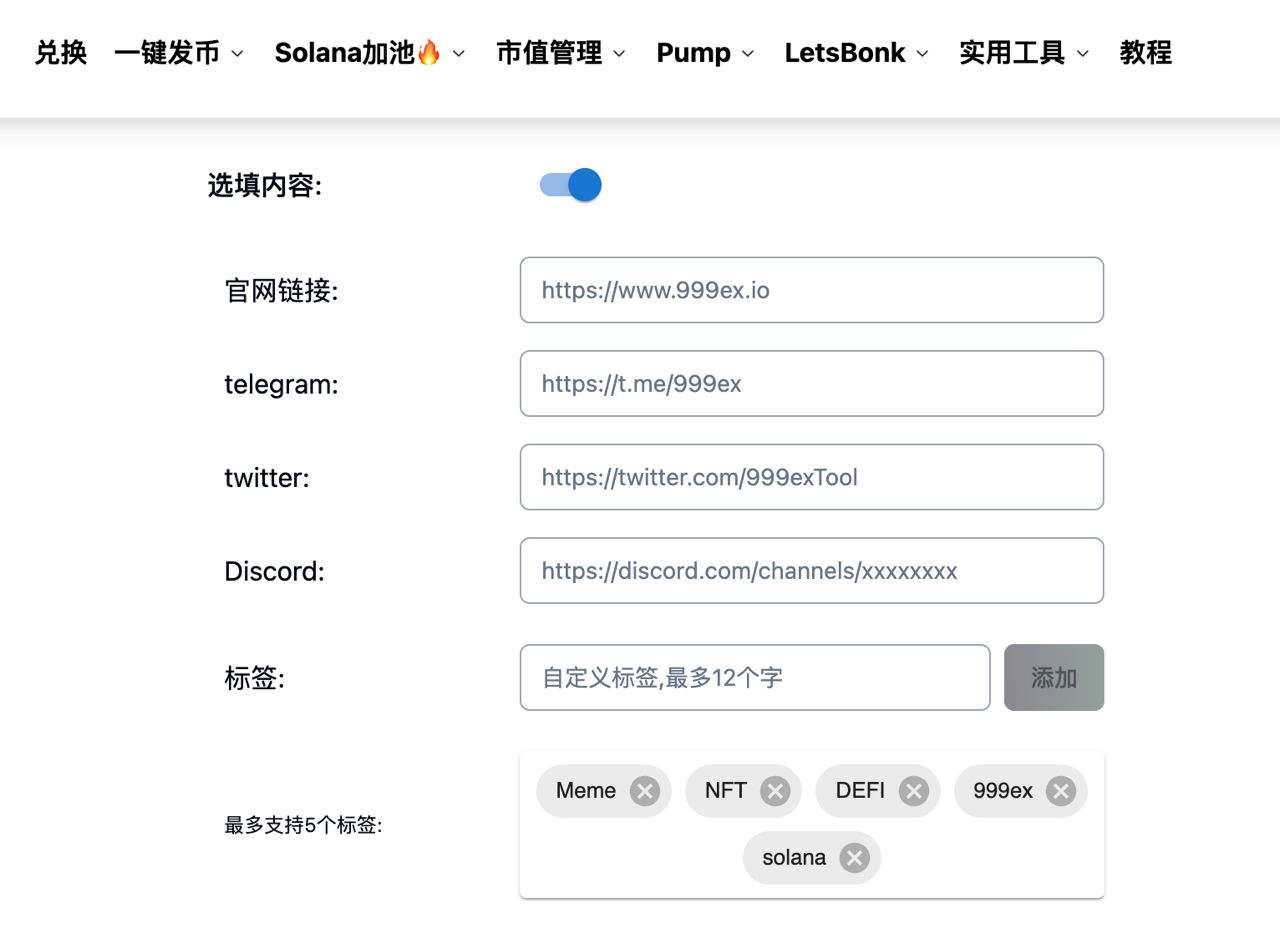 兑换 一键发币 Solana加池🔥 市值管理 Pump LetsBonk 实用工具 教程
选填内容:
官网链接: https://www.999ex.io
telegram: https://t.me/999ex
twitter: https://twitter.com/999exTool
Discord: https://discord.com/channels/xxxxxxxx
标签: 自定义标签,最多12个字 添加
最多支持5个标签: Meme NFT DEFI 999ex
solana